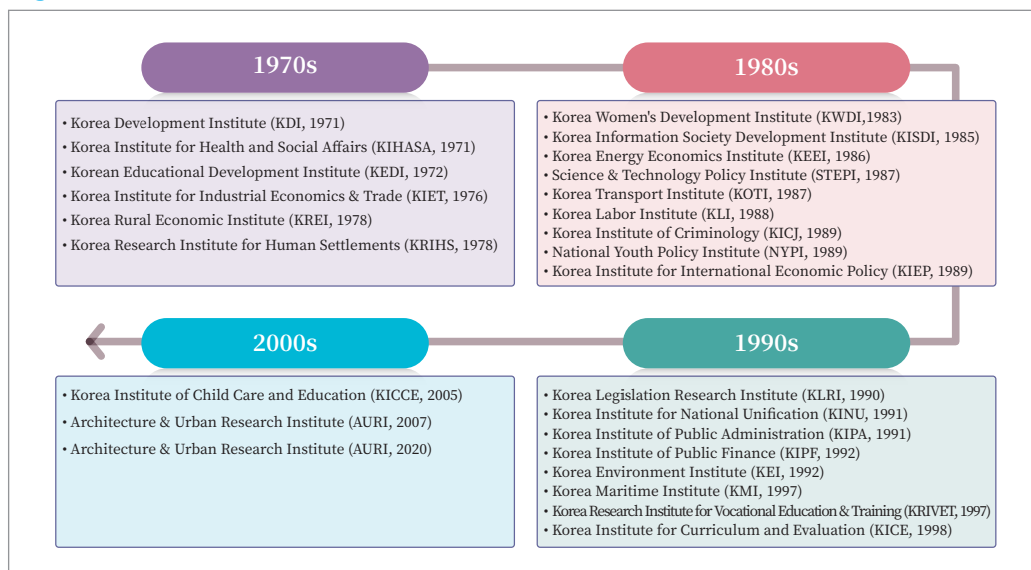 1970s
• Korea Development Institute (KDI, 1971)
• Korea Institute for Health and Social Affairs (KIHASA, 1971)
• Korean Educational Development Institute (KEDI, 1972)
• Korea Institute for Industrial Economics & Trade (KIET, 1976)
• Korea Rural Economic Institute (KREI, 1978)
• Korea Research Institute for Human Settlements (KRIHS, 1978)
1980s
• Korea Women's Development Institute (KWDI,1983)
• Korea Information Society Development Institute (KISDI, 1985)
• Korea Energy Economics Institute (KEEI, 1986)
• Science & Technology Policy Institute (STEPI, 1987)
• Korea Transport Institute (KOTI, 1987)
• Korea Labor Institute (KLI, 1988)
• Korea Institute of Criminology (KICJ, 1989)
• National Youth Policy Institute (NYPI, 1989)
• Korea Institute for International Economic Policy (KIEP, 1989)
1990s
• Korea Legislation Research Institute (KLRI, 1990)
• Korea Institute for National Unification (KINU, 1991)
• Korea Institute of Public Administration (KIPA, 1991)
• Korea Institute of Public Finance (KIPF, 1992)
• Korea Environment Institute (KEI, 1992)
• Korea Maritime Institute (KMI, 1997)
• Korea Research Institute for Vocational Education & Training (KRIVET, 1997)
• Korea Institute for Curriculum and Evaluation (KICE, 1998)
2000s
• Korea Institute of Child Care and Education (KICCE, 2005)
• Architecture & Urban Research Institute (AURI, 2007)
• Architecture & Urban Research Institute (AURI, 2020)